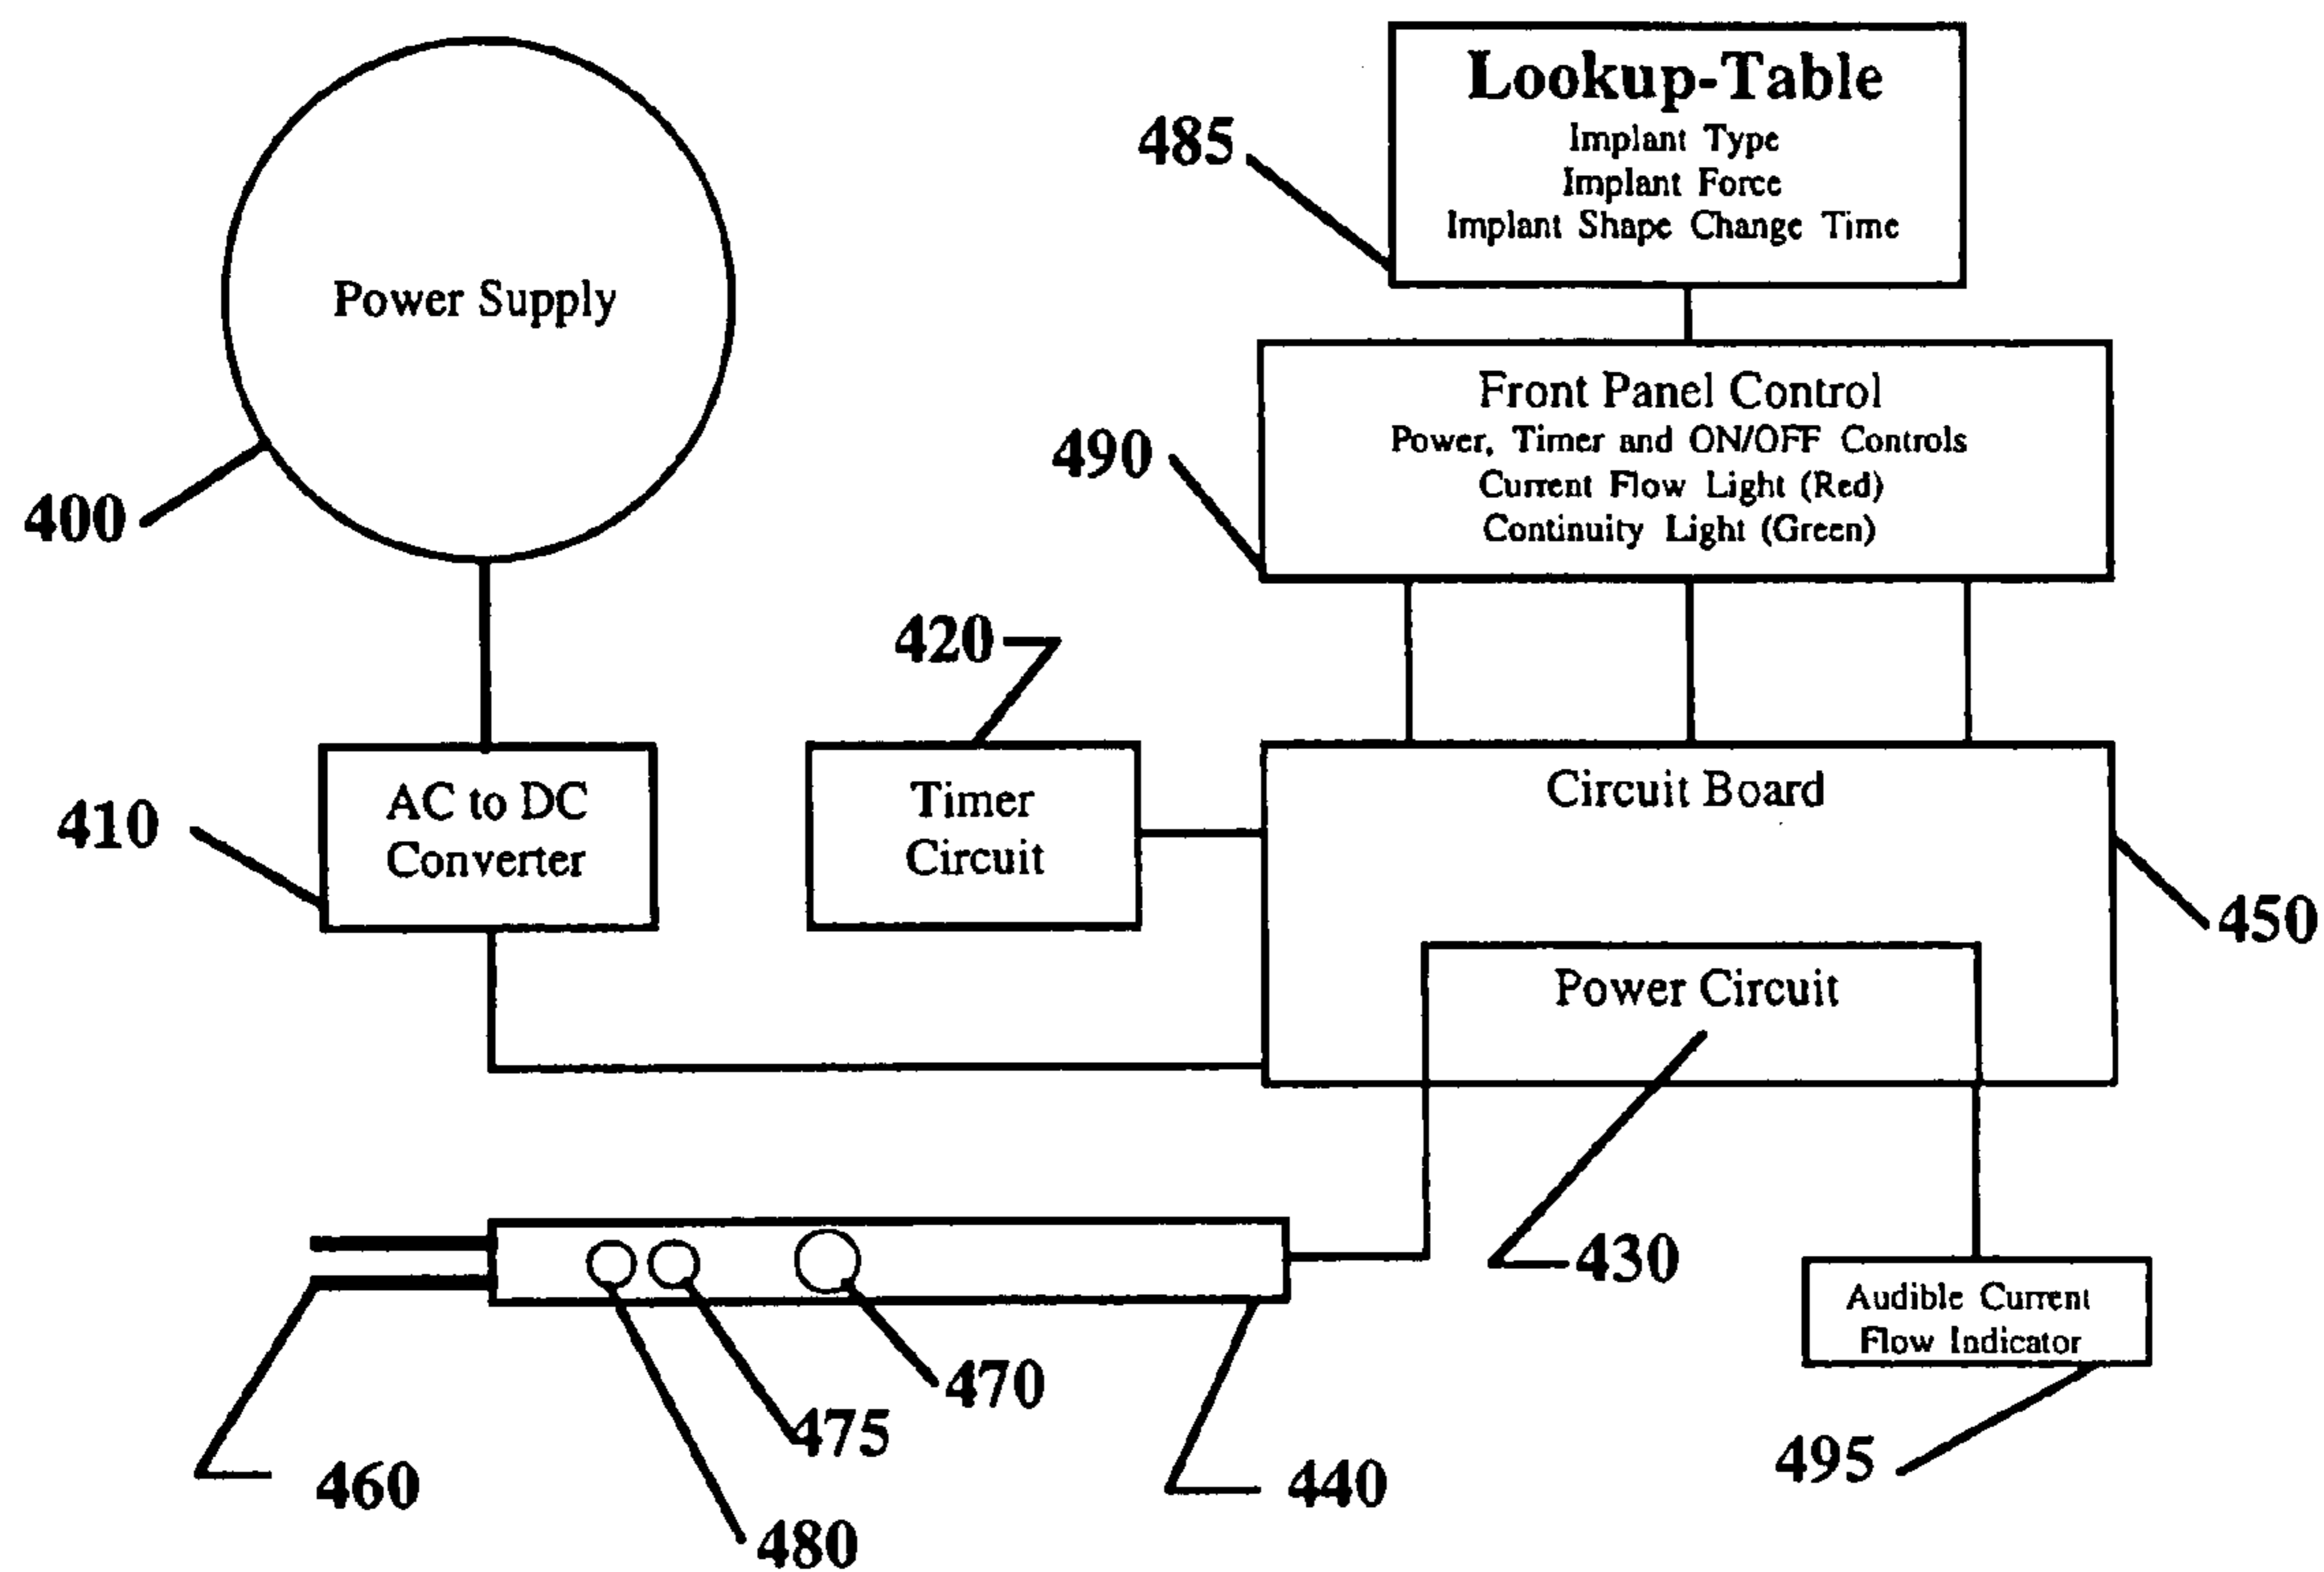 Lookup-Table
Implant Type
Implant Force
Implant Shape Change Time
485
Power Supply
400
Front Panel Control
Power, Timer and ON/OFF Controls
Current Flow Light (Red)
Continuity Light (Green)
490
420
AC to DC
Converter
410
Timer
Circuit
Circuit Board
450
Power Circuit
430
Audible Current
Flow Indicator
495
470
475
480
460
440